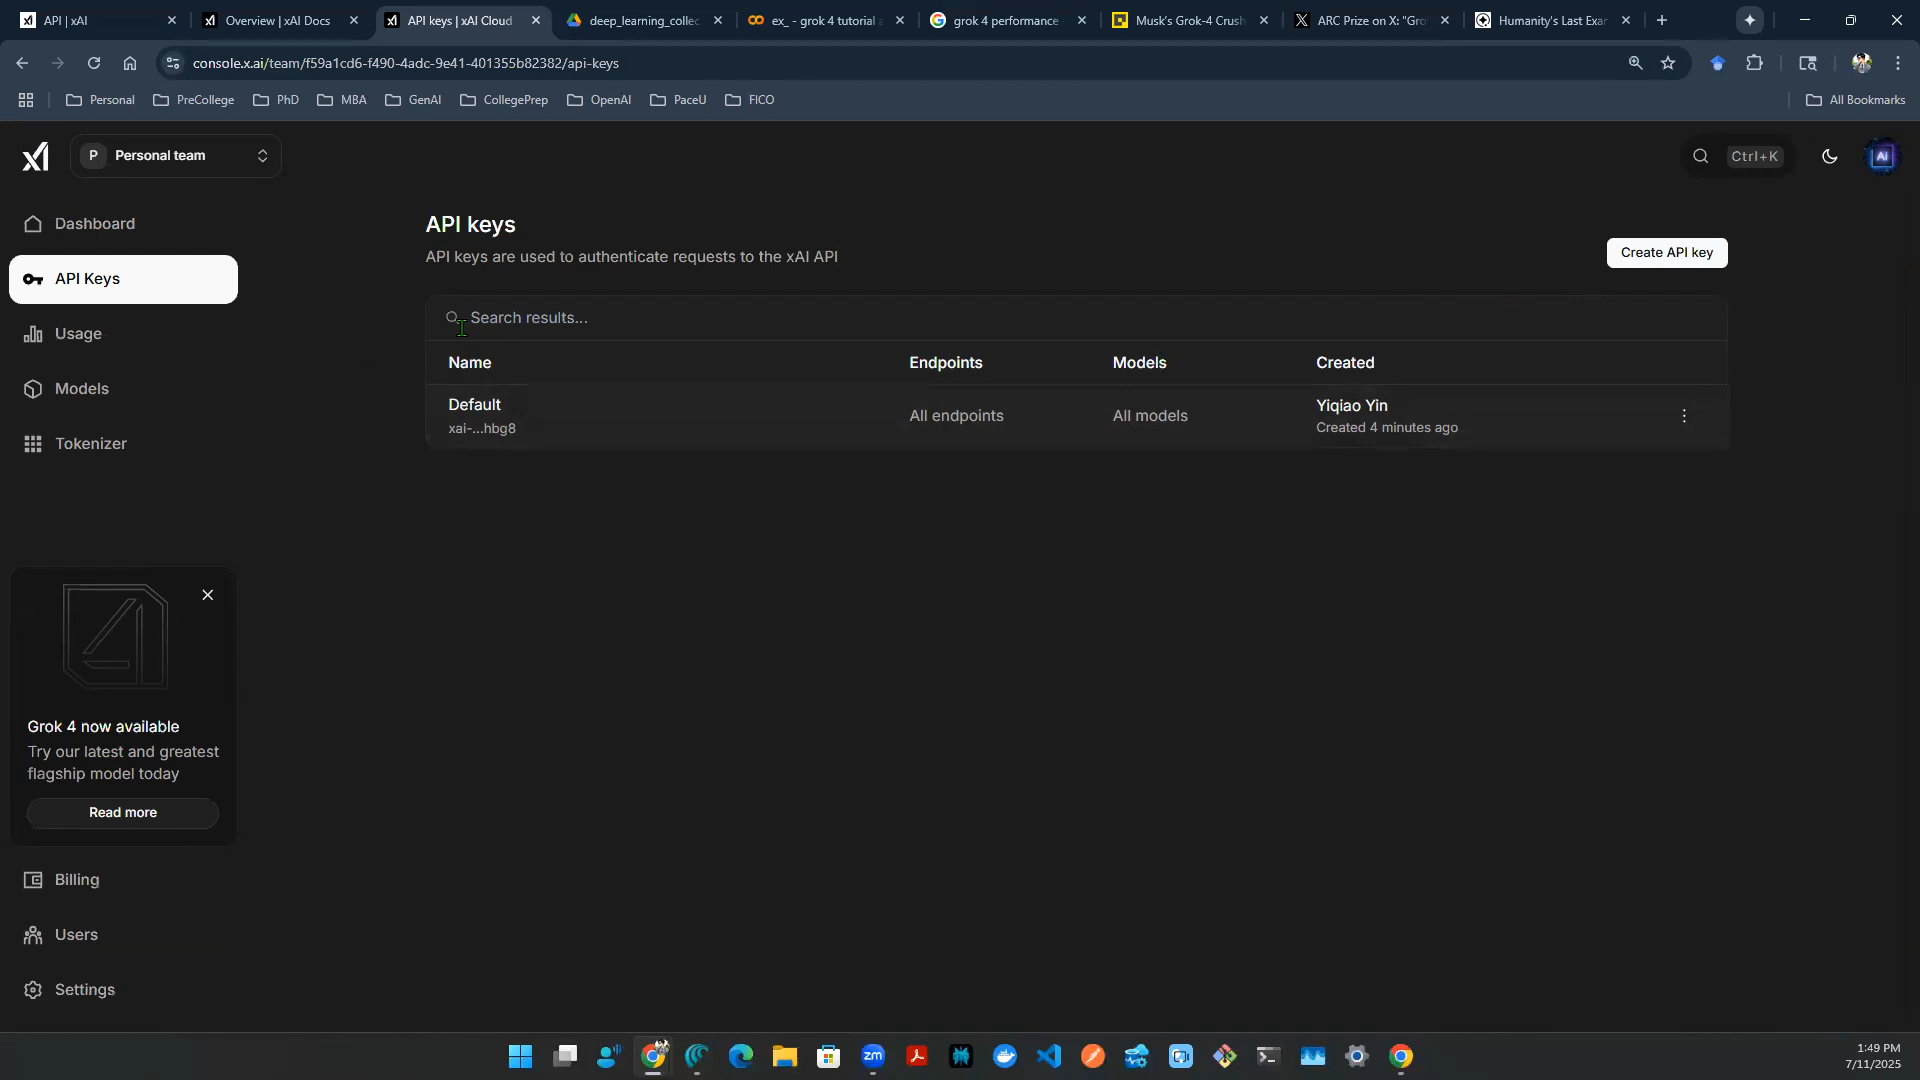 API | xAI
Overview | xAI Docs
API keys | xAI Cloud
deep_learning_collec
ex_ - grok 4 tutorial a
grok 4 performance
Musk's Grok-4 Crush
ARC Prize on X: "Gro
Humanity's Last Exar
console.x.ai/team/f59a1cd6-f490-4adc-9e41-401355b82382/api-keys
Personal
PreCollege
PhD
MBA
GenAI
CollegePrep
OpenAI
PaceU
FICO
All Bookmarks
P
Personal team
Ctrl+K
AI
Dashboard
API Keys
Usage
Models
Tokenizer
API keys
API keys are used to authenticate requests to the xAI API
Create API key
Search results...
Name
Endpoints
Models
Created
Default
xai-...hbg8
All endpoints
All models
Yiqiao Yin
Created 4 minutes ago
4
Grok 4 now available
Try our latest and greatest
flagship model today
Read more
Billing
Users
Settings
zm
1:49 PM
7/11/2025